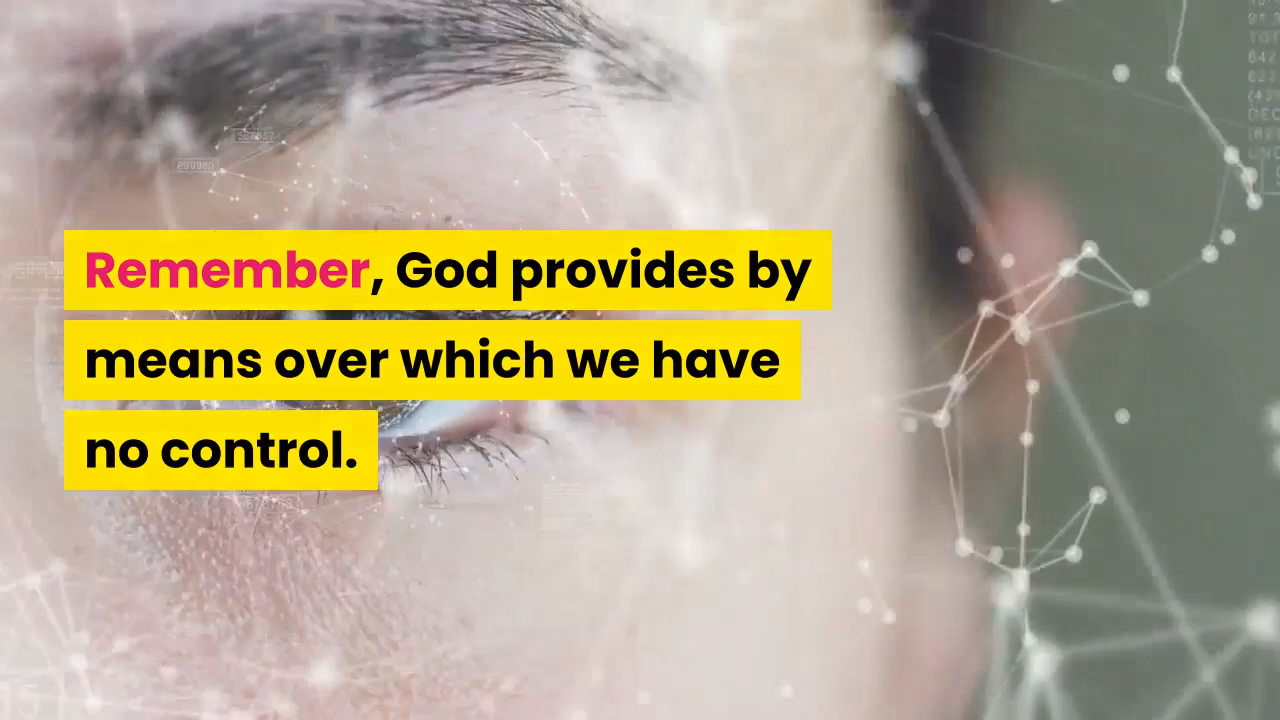 Remember, God provides by
means over which we have
no control.